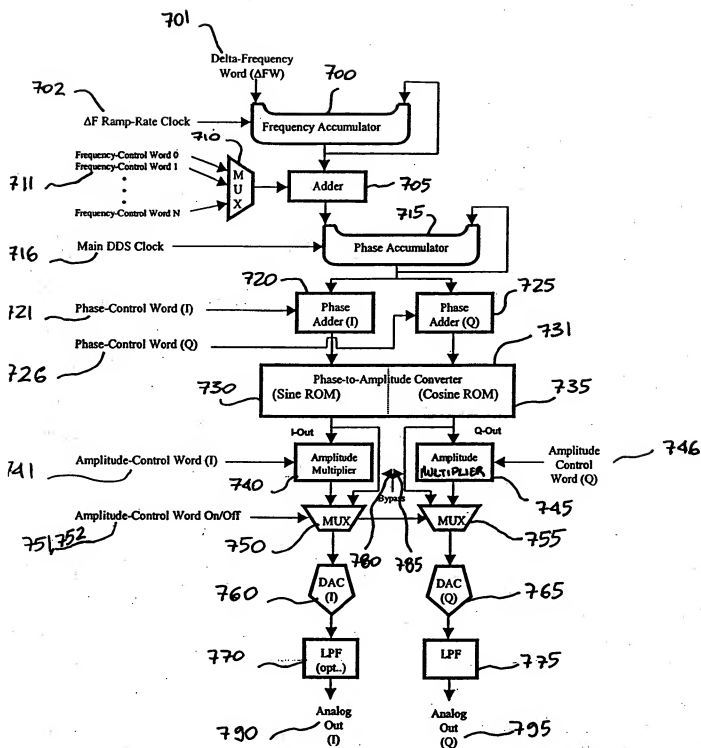 701
Delta-Frequency
Word (ΔFW)
700
702
ΔF Ramp-Rate Clock
Frequency Accumulator
710
Frequency-Control Word 0
Frequency-Control Word 1
711
Frequency-Control Word N
MUX
Adder
705
715
Main DDS Clock
716
Phase Accumulator
720
725
721
Phase-Control Word (I)
Phase
Adder (I)
Phase
Adder (Q)
Phase-Control Word (Q)
726
731
Phase-to-Amplitude Converter
(Sine ROM)
(Cosine ROM)
730
735
I-Out
Q-Out
741
Amplitude-Control Word (I)
Amplitude
Multiplier
740
Amplitude
MULTIPLIER
745
Amplitude
Control
Word (Q)
746
Bypass
Amplitude-Control Word On/Off
751,752
MUX
750
780
785
MUX
755
DAC
(I)
760
DAC
(Q)
765
LPF
(opt..)
770
LPF
775
Analog
Out
(I)
790
Analog
Out
(Q)
795